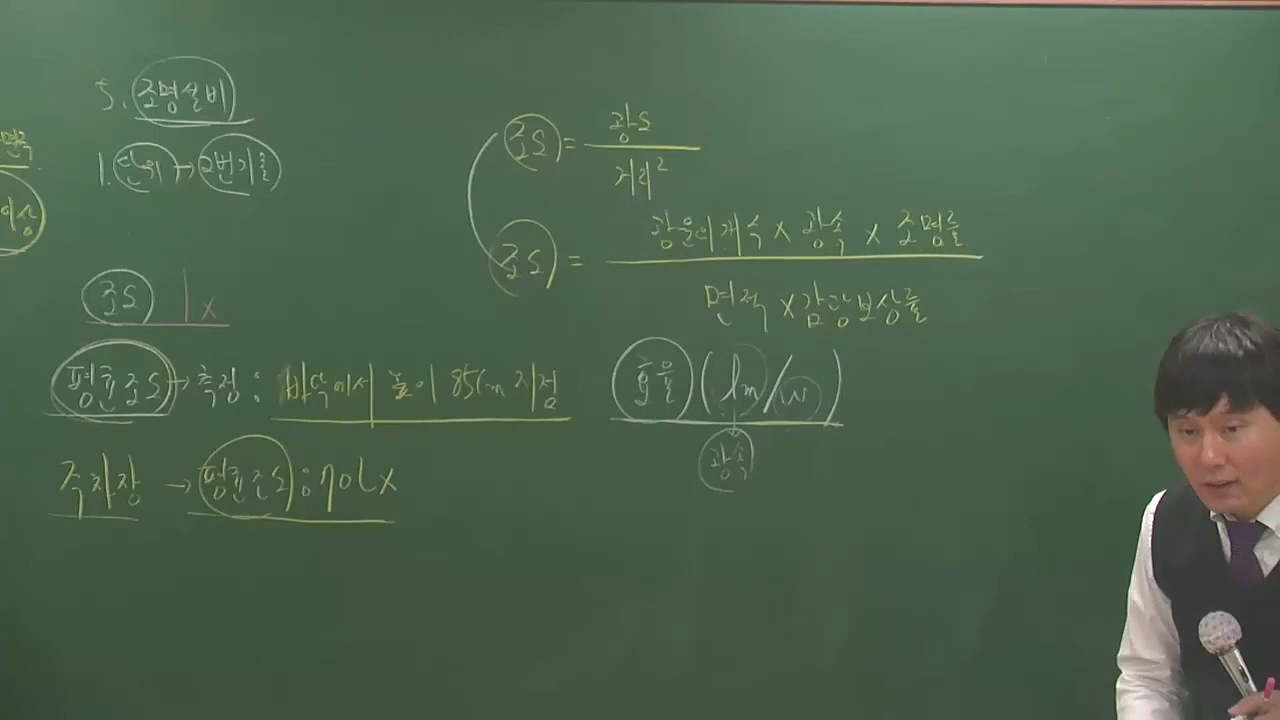 5. 조명설비
1. 단위 → 2번기출
조도 lx
평균조도 → 측정 : 바닥에서 높이 85cm 지점
주차장 → 평균조도 : 70lx
조도 = 광도 / 거리²
조도 = 광원의 개수 x 광속 x 조명률 / 면적 x 감광보상률
효율 (lm/W)
광속
이상